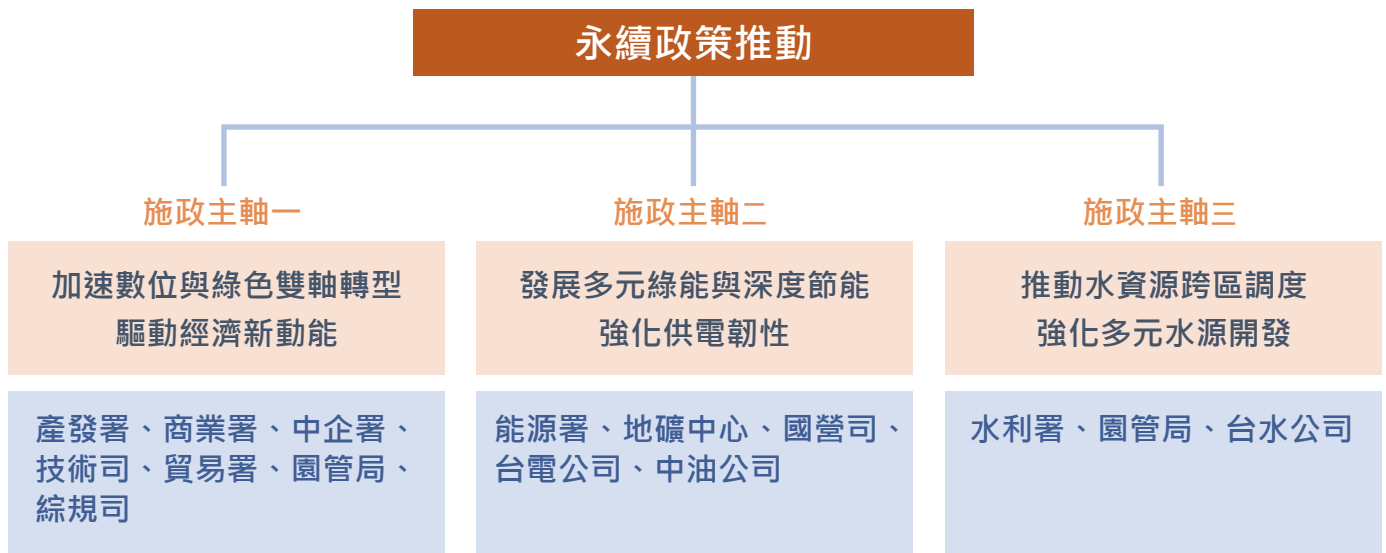 永續政策推動
施政主軸一
加速數位與綠色雙軸轉型
驅動經濟新動能
產發署、商業署、中企署、
技術司、貿易署、園管局、
綜規司
施政主軸二
發展多元綠能與深度節能
強化供電韌性
能源署、地礦中心、國營司、
台電公司、中油公司
施政主軸三
推動水資源跨區調度
強化多元水源開發
水利署、園管局、台水公司